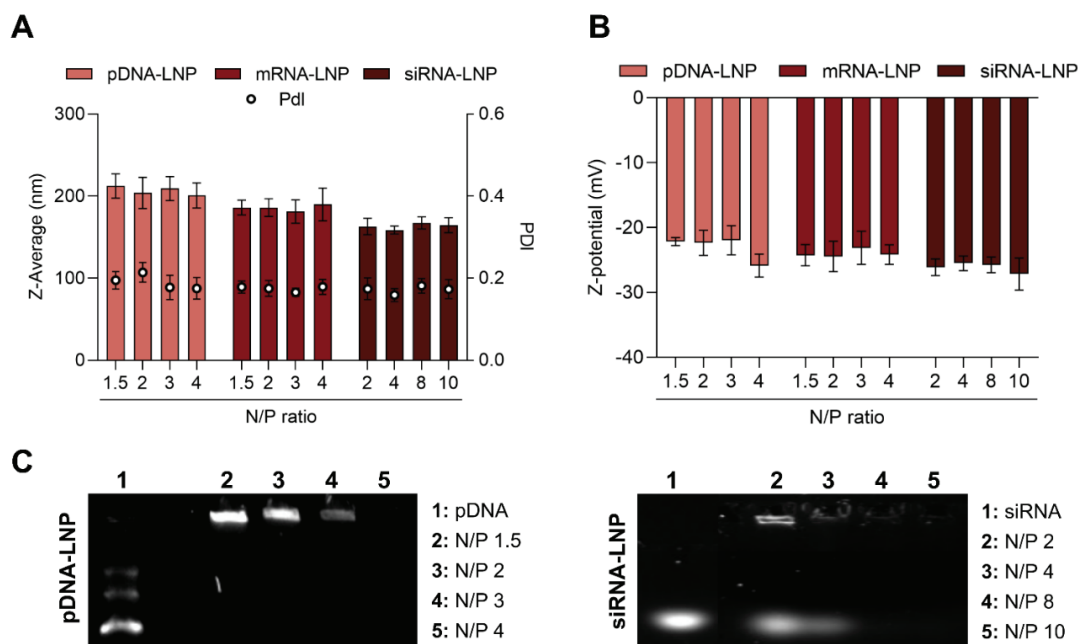 A
pDNA-LNP mRNA-LNP siRNA-LNP
PdI
Z-Average (nm)
300
200
100
0
PDI
0.6
0.4
0.2
0.0
1.5 2 3 4 1.5 2 3 4 2 4 8 10
N/P ratio
B
pDNA-LNP mRNA-LNP siRNA-LNP
Z-potential (mV)
0
-10
-20
-30
-40
1.5 2 3 4 1.5 2 3 4 2 4 8 10
N/P ratio
C
pDNA-LNP
1 2 3 4 5
1: pDNA
2: N/P 1.5
3: N/P 2
4: N/P 3
5: N/P 4
siRNA-LNP
1 2 3 4 5
1: siRNA
2: N/P 2
3: N/P 4
4: N/P 8
5: N/P 10